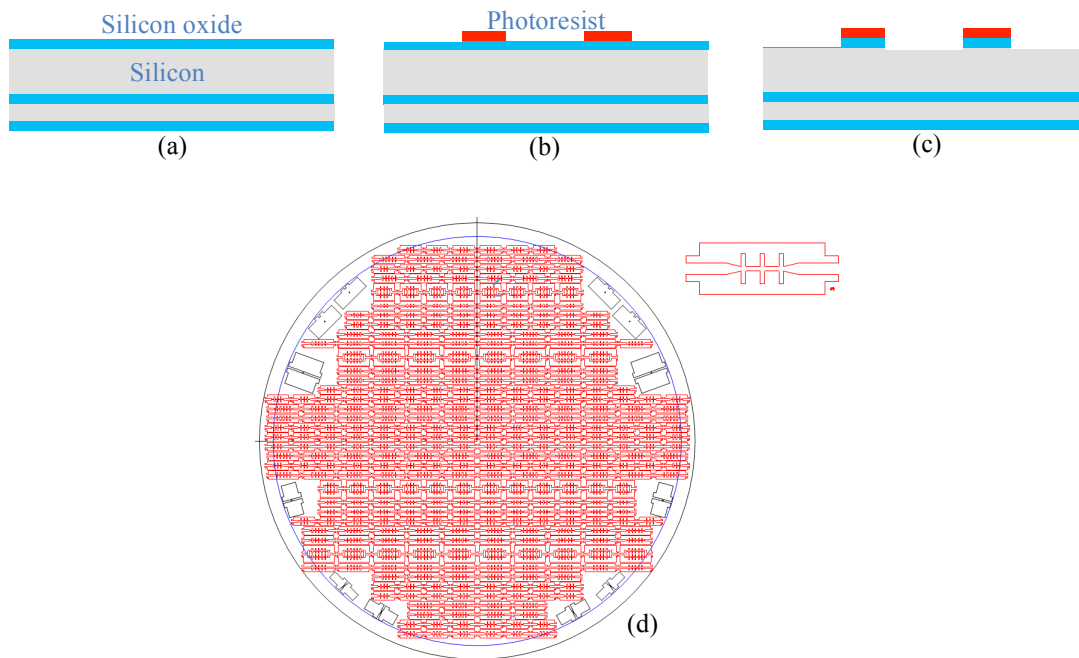 Silicon oxide
Photoresist
Silicon
(a)
(b)
(c)
(d)